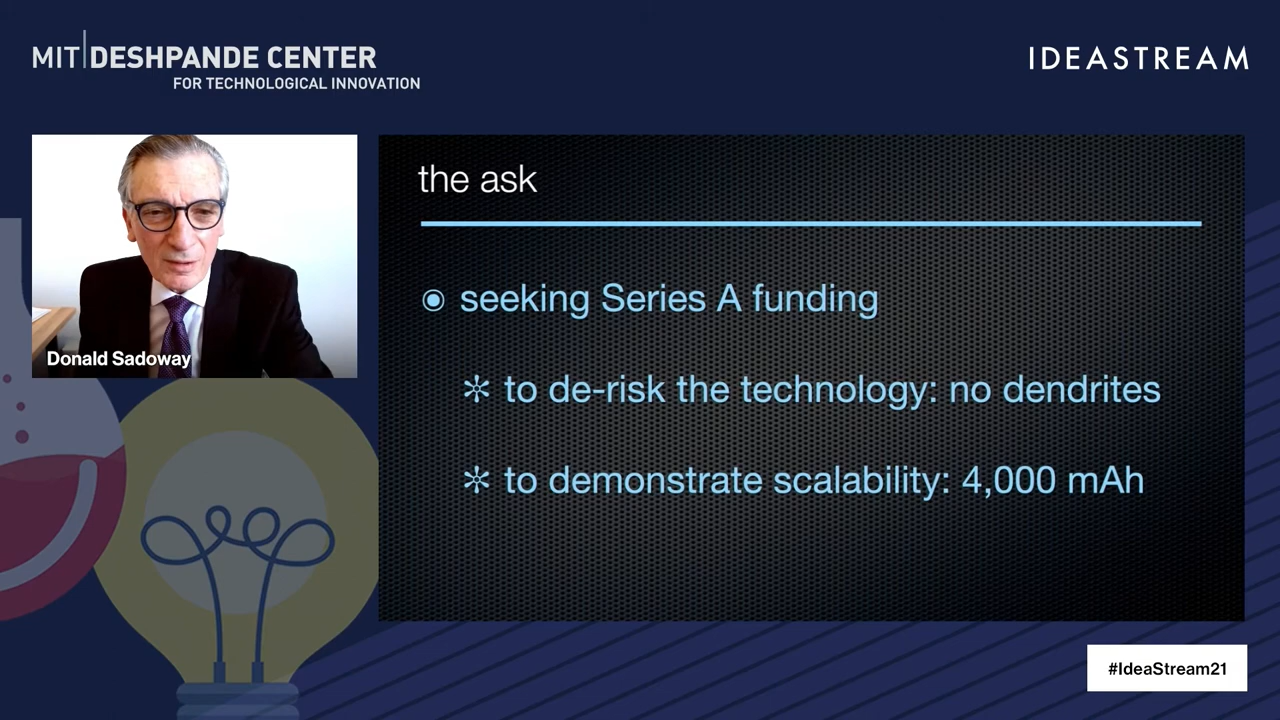 MIT DESHPANDE CENTER
FOR TECHNOLOGICAL INNOVATION
IDEASTREAM
Donald Sadoway
the ask
seeking Series A funding
to de-risk the technology: no dendrites
to demonstrate scalability: 4,000 mAh
#IdeaStream21